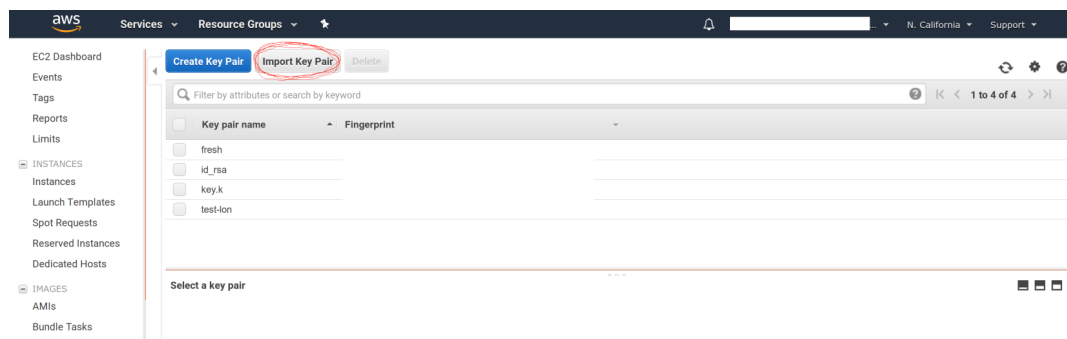 aws Services Resource Groups N. California Support
EC2 Dashboard
Events
Tags
Reports
Limits
INSTANCES
Instances
Launch Templates
Spot Requests
Reserved Instances
Dedicated Hosts
IMAGES
AMIs
Bundle Tasks
Create Key Pair Import Key Pair Delete
Filter by attributes or search by keyword
1 to 4 of 4
Key pair name Fingerprint
fresh
id_rsa
key.k
test-lon
Select a key pair